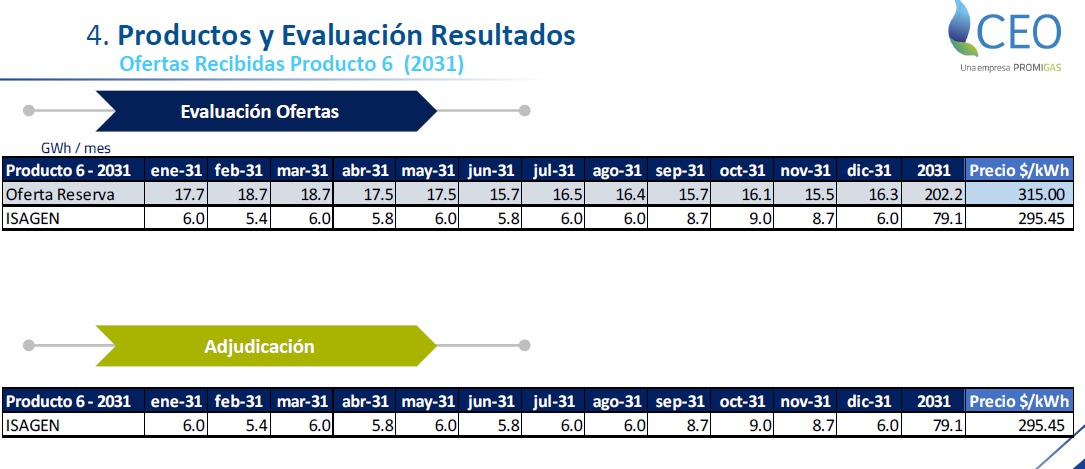 4. Productos y Evaluación Resultados
Ofertas Recibidas Producto 6 (2031)
CEO
Una empresa PROMIGAS
Evaluación Ofertas
GWh / mes
Producto 6 - 2031 ene-31 feb-31 mar-31 abr-31 may-31 jun-31 jul-31 ago-31 sep-31 oct-31 nov-31 dic-31 2031 Precio $/kWh
Oferta Reserva 17.7 18.7 18.7 17.5 17.5 15.7 16.5 16.4 15.7 16.1 15.5 16.3 202.2 315.00
ISAGEN 6.0 5.4 6.0 5.8 6.0 5.8 6.0 6.0 8.7 9.0 8.7 6.0 79.1 295.45
Adjudicación
Producto 6 - 2031 ene-31 feb-31 mar-31 abr-31 may-31 jun-31 jul-31 ago-31 sep-31 oct-31 nov-31 dic-31 2031 Precio $/kWh
ISAGEN 6.0 5.4 6.0 5.8 6.0 5.8 6.0 6.0 8.7 9.0 8.7 6.0 79.1 295.45